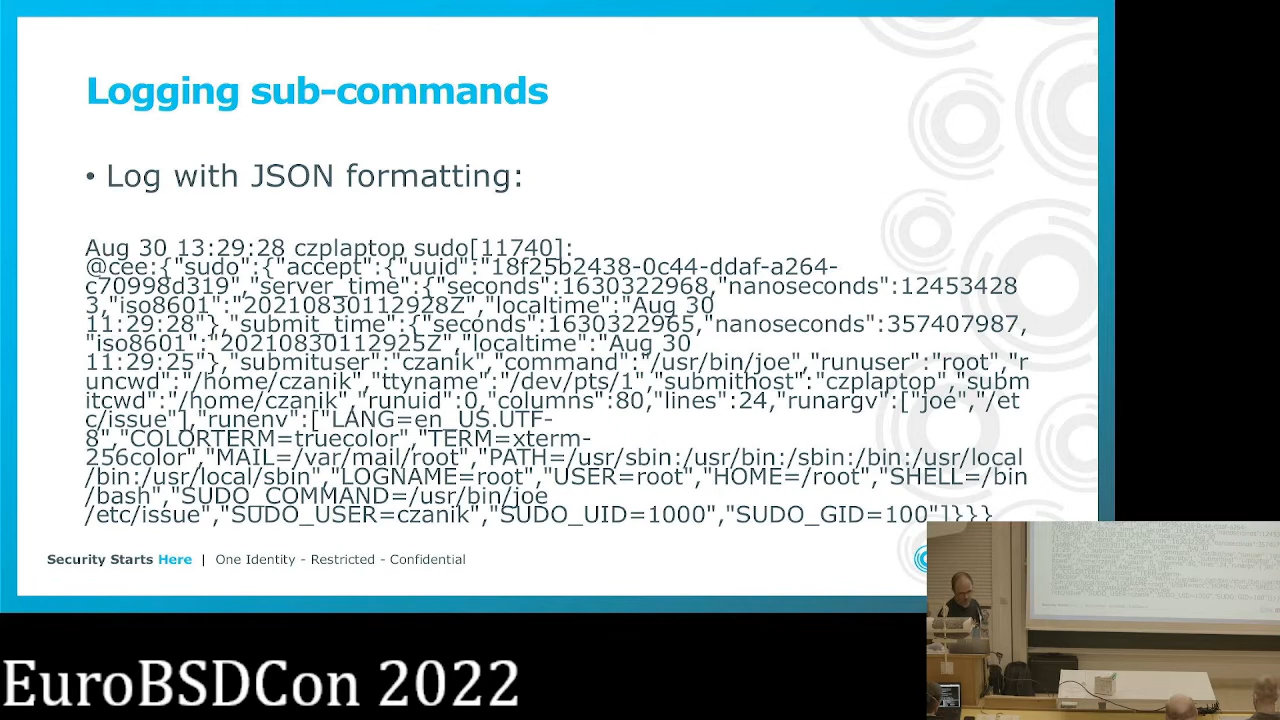 Logging sub-commands
• Log with JSON formatting:
Aug 30 13:29:28 czplaptop sudo[11740]:
@cee:{"sudo":{"accept":{"uuid":"18f25b2438-0c44-ddaf-a264-
c70998d319","server_time":{"seconds":1630322968,"nanoseconds":12453428
3,"iso8601":"20210830112928Z","localtime":"Aug 30
11:29:28"},"submit_time":{"seconds":1630322965,"nanoseconds":357407987,
"iso8601":"20210830112925Z","localtime":"Aug 30
11:29:25"},"submituser":"czanik","command":"/usr/bin/joe","runuser":"root","r
uncwd":"/home/czanik","ttyname":"/dev/pts/1","submithost":"czplaptop","subm
itcwd":"/home/czanik","runuid":0,"columns":80,"lines":24,"runargv":["joe","/et
c/issue"],"runenv":["LANG=en_US.UTF-
8","COLORTERM=truecolor","TERM=xterm-
256color","MAIL=/var/mail/root","PATH=/usr/sbin:/usr/bin:/sbin:/bin:/usr/local
/bin:/usr/local/sbin","LOGNAME=root","USER=root","HOME=/root","SHELL=/bin
/bash","SUDO_COMMAND=/usr/bin/joe
/etc/issue","SUDO_USER=czanik","SUDO_UID=1000","SUDO_GID=100"]}}}
Security Starts Here | One Identity - Restricted - Confidential
EuroBSDCon 2022